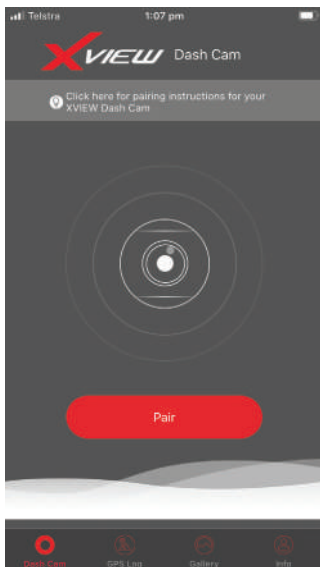 Telstra 1:07 pm
XVIEW Dash Cam
Click here for pairing instructions for your
XVIEW Dash Cam
Pair
Dash Cam GPS Log Gallery Info